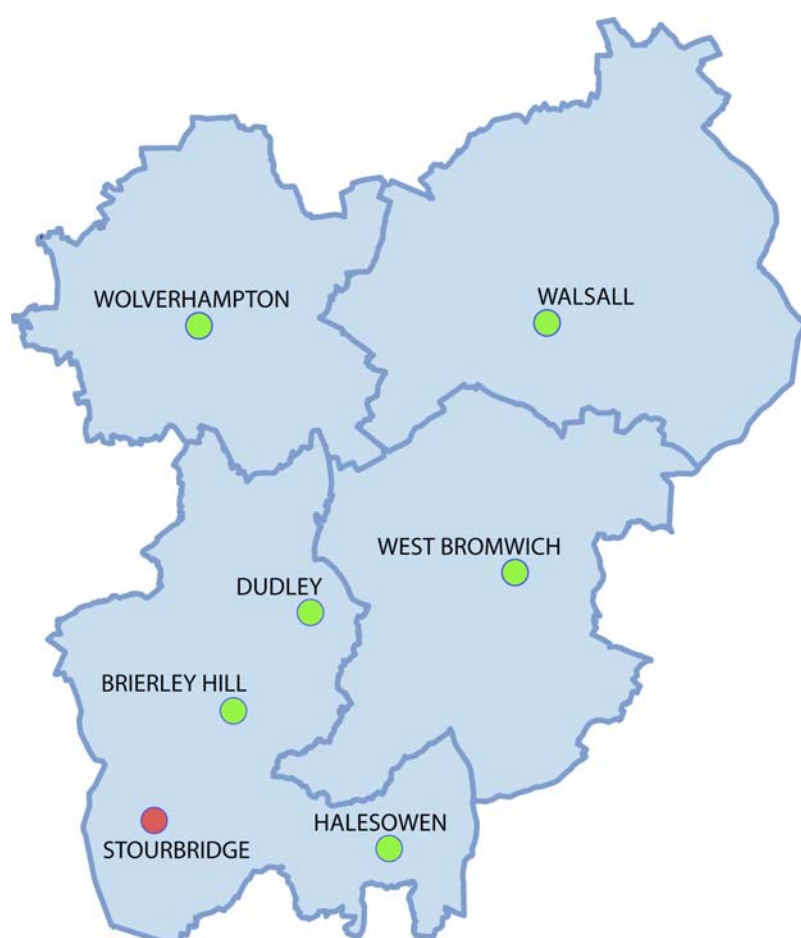 WOLVERHAMPTON
WALSALL
WEST BROMWICH
DUDLEY
BRIERLEY HILL
HALESOWEN
STOURBRIDGE